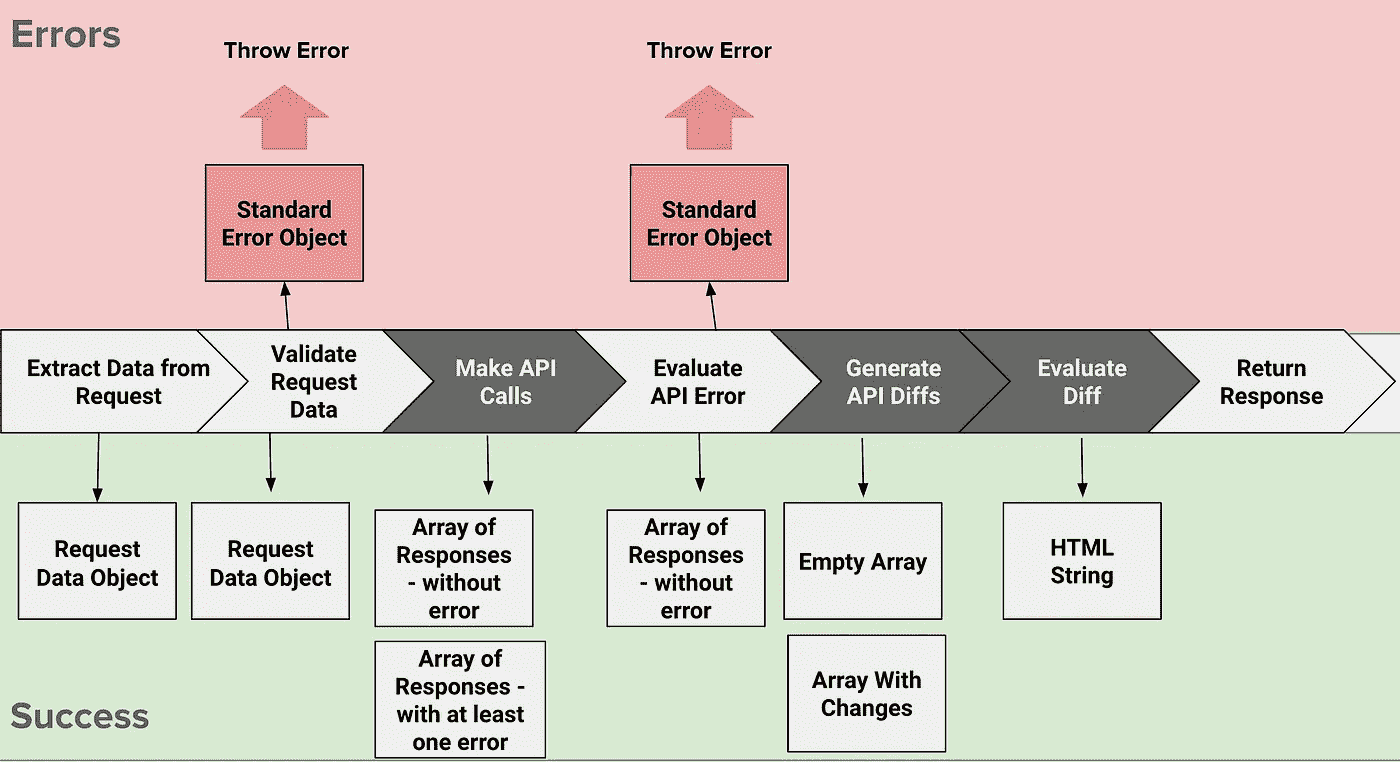 Errors
Throw Error
Throw Error
Standard
Error Object
Standard
Error Object
Extract Data from
Request
Validate
Request
Data
Make API
Calls
Evaluate
API Error
Generate
API Diffs
Evaluate
Diff
Return
Response
Request
Data Object
Request
Data Object
Array of
Responses
- without
error
Array of
Responses
- without
error
Empty Array
HTML
String
Array of
Responses -
with at least
one error
Array With
Changes
Success